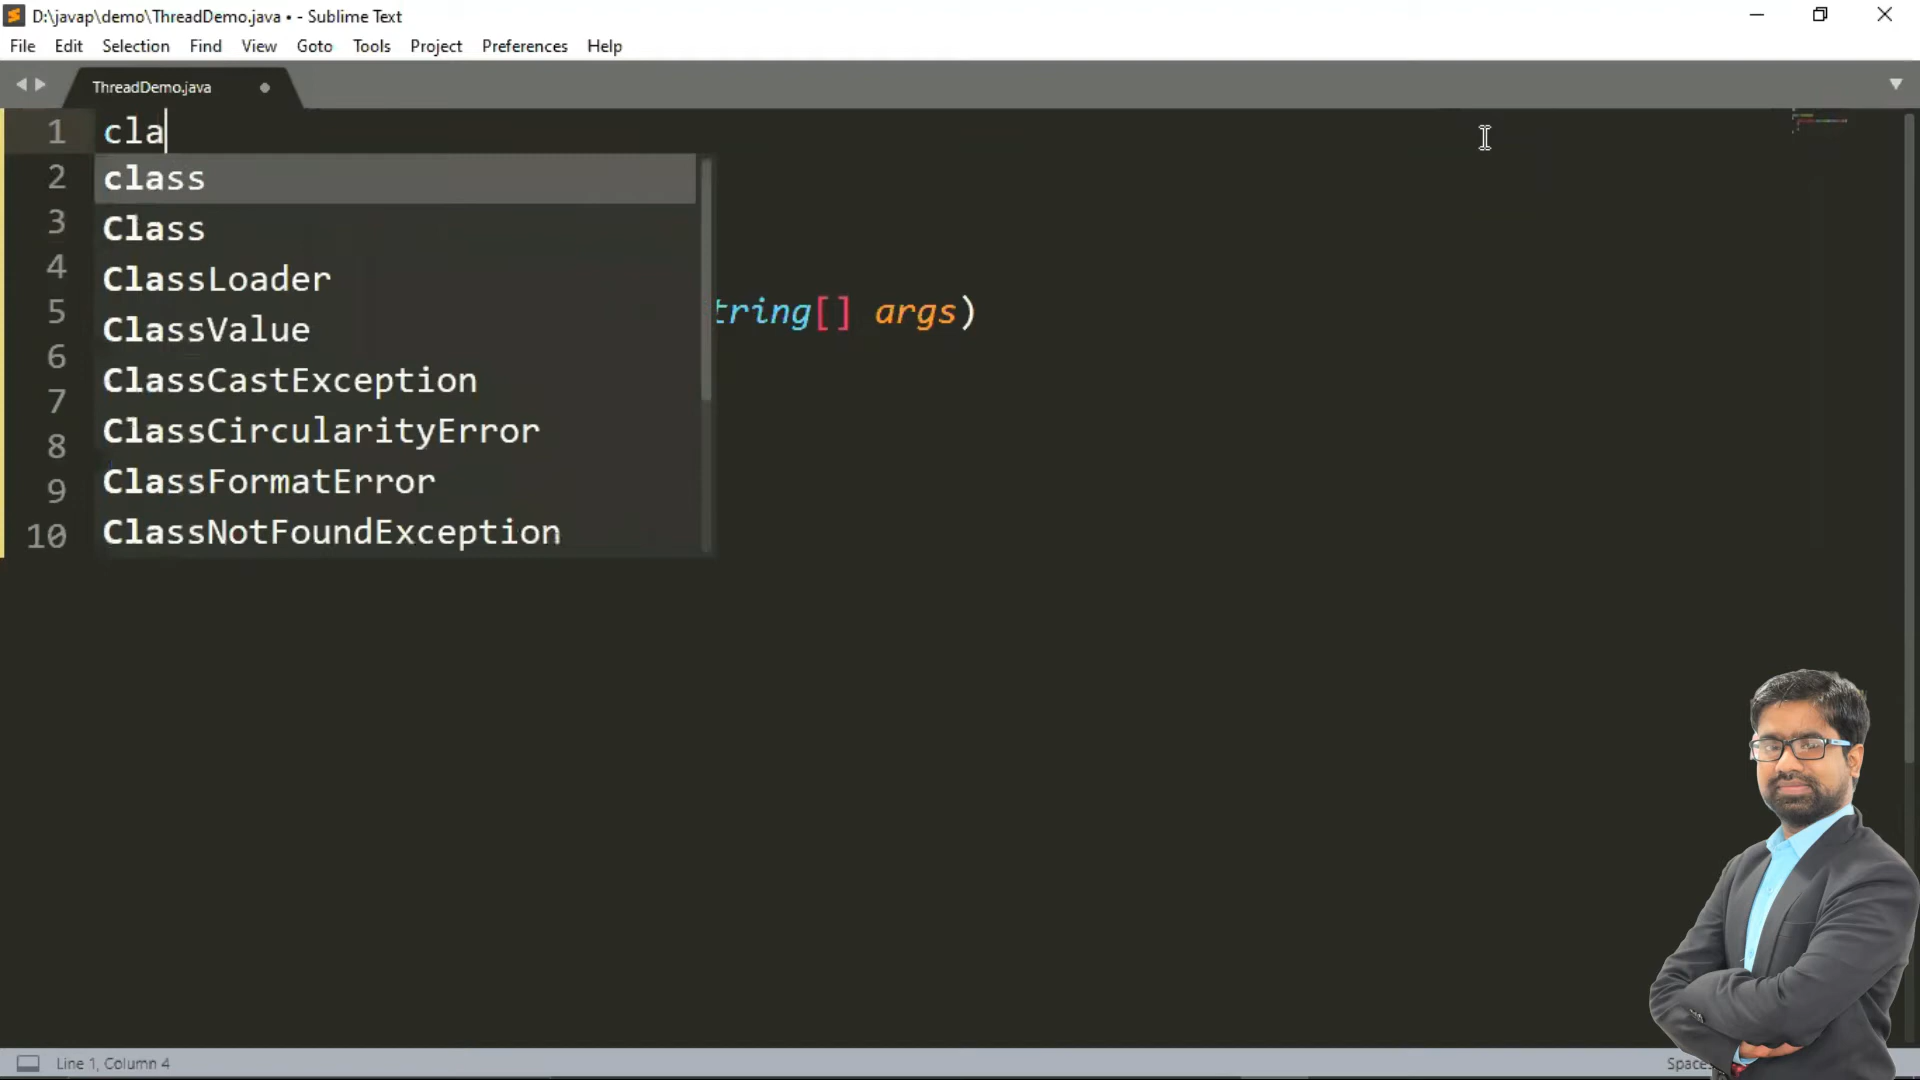 D:\javap\demo\ThreadDemo.java • - Sublime Text
File Edit Selection Find View Goto Tools Project Preferences Help
ThreadDemo.java
1 cla
2 class
3 Class
4 ClassLoader
5 tring[] args)
ClassValue
6
7 ClassCastException
8 ClassCircularityError
9 ClassFormatError
10 ClassNotFoundException
Line 1, Column 4